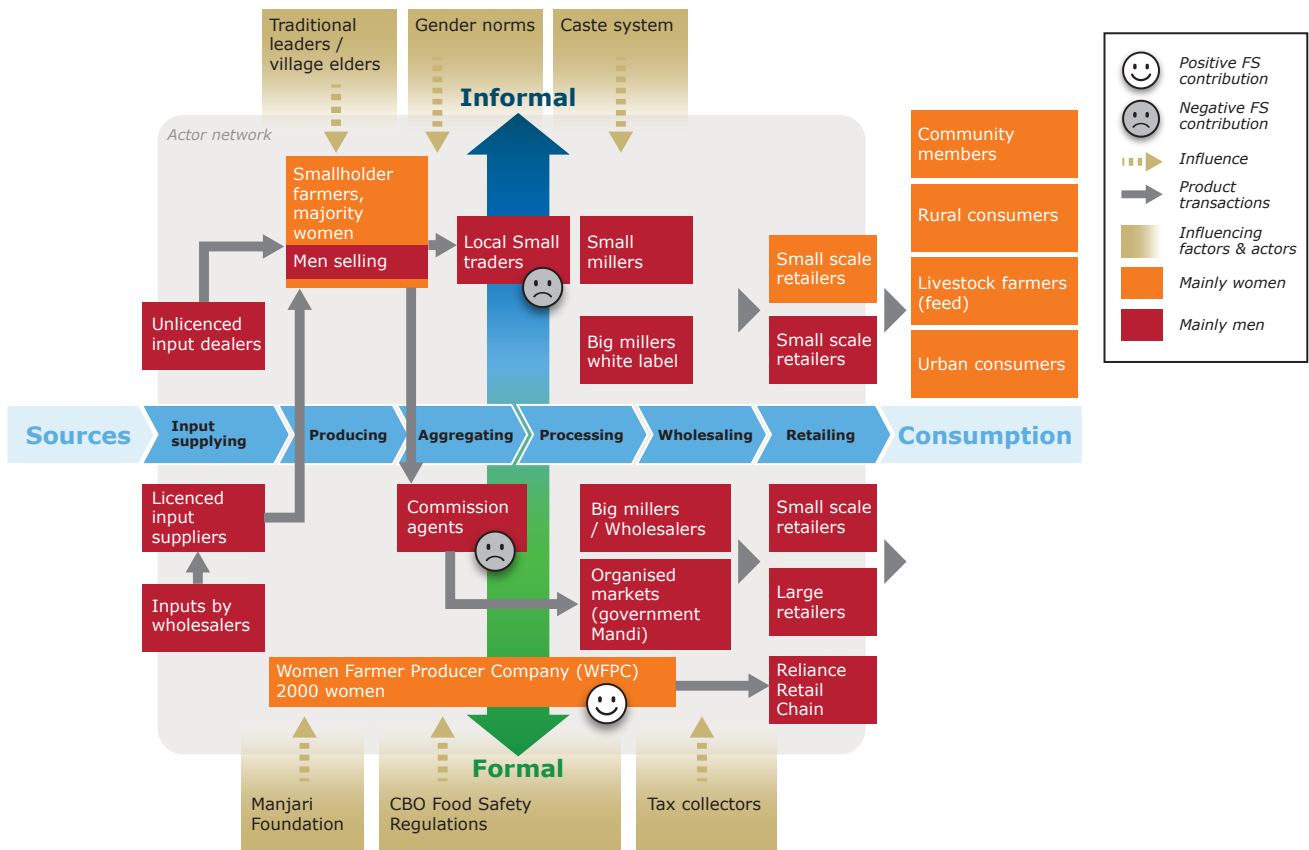 Traditional
leaders /
village elders
Gender norms
Caste system
Informal
Actor network
Smallholder
farmers,
majority
women
Men selling
Local Small
traders
Small
millers
Small scale
retailers
Unlicenced
input dealers
Big millers
white label
Small scale
retailers
Community
members
Rural consumers
Livestock farmers
(feed)
Urban consumers
Positive FS
contribution
Negative FS
contribution
Influence
Product
transactions
Influencing
factors & actors
Mainly women
Mainly men
Sources
Input
supplying
Producing
Aggregating
Processing
Wholesaling
Retailing
Consumption
Licenced
input
suppliers
Commission
agents
Big millers
/ Wholesalers
Small scale
retailers
Inputs by
wholesalers
Organised
markets
(government
Mandi)
Large
retailers
Women Farmer Producer Company (WFPC)
2000 women
Reliance
Retail
Chain
Formal
Manjari
Foundation
CBO Food Safety
Regulations
Tax collectors